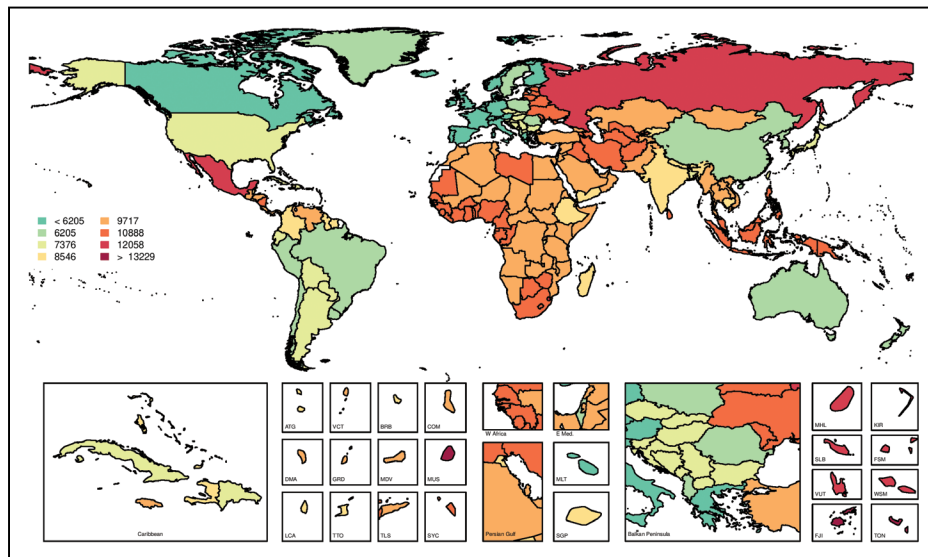 < 6205 9717
6205 10888
7376 12058
8546 > 13229
ATG VCT BRB COM
W Africa E Med.
MHL KIR
DMA GRD MDV MUS
SLB FSM
MLT
VUT WSM
LCA TTO TLS SYC
Caribbean
Persian Gulf SGP Balkan Peninsula
FJI TON